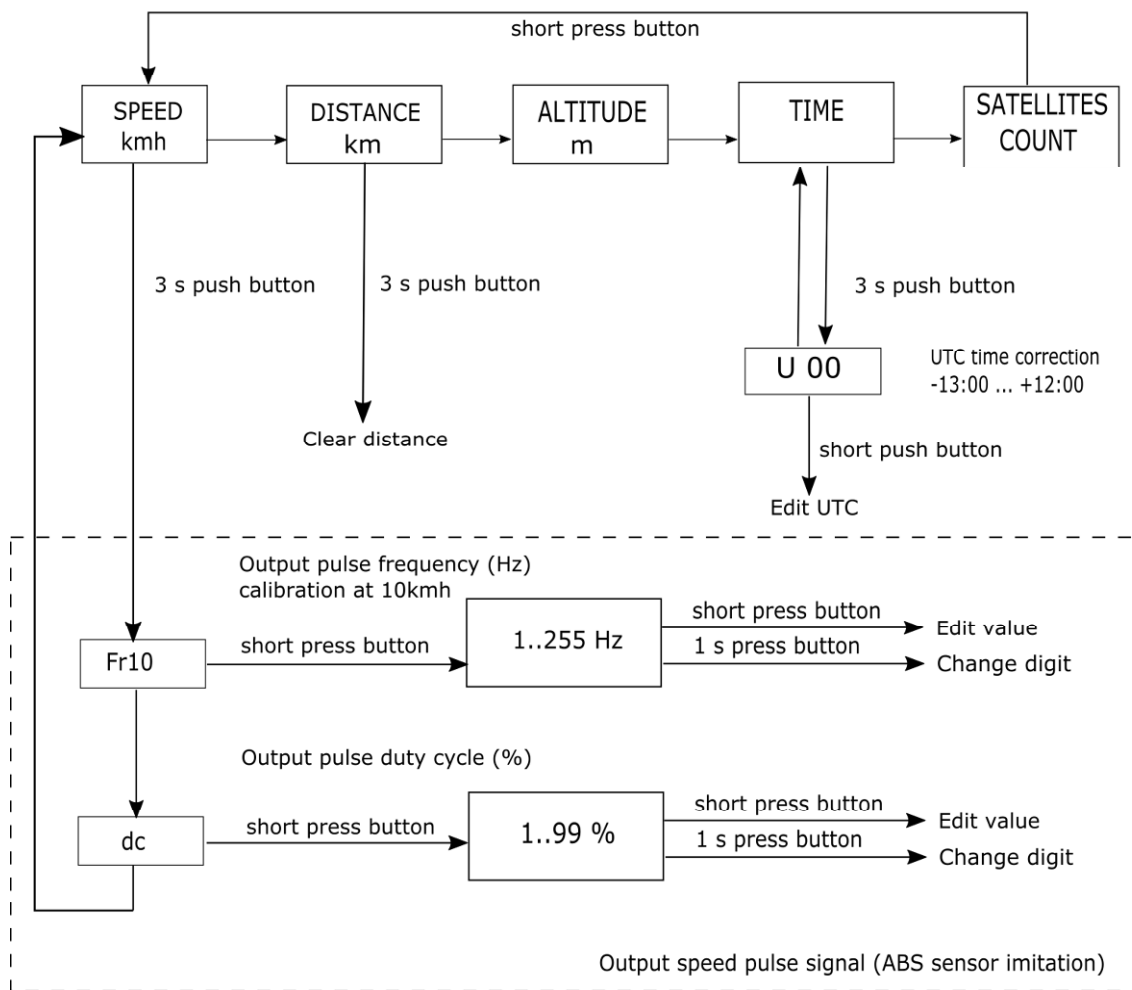 short press button
SPEED
kmh
DISTANCE
km
ALTITUDE
m
TIME
SATELLITES
COUNT
3 s push button
3 s push button
3 s push button
U 00
UTC time correction
-13:00 ... +12:00
Clear distance
short push button
Edit UTC
Output pulse frequency (Hz)
calibration at 10kmh
Fr10
short press button
1..255 Hz
short press button
Edit value
1 s press button
Change digit
Output pulse duty cycle (%)
dc
short press button
1..99 %
short press button
Edit value
1 s press button
Change digit
Output speed pulse signal (ABS sensor imitation)